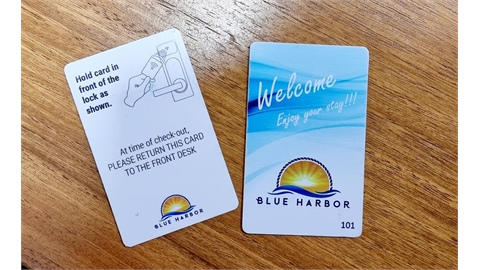 Hold card in
front of the
lock as
shown.
At time of check-out,
PLEASE RETURN THIS CARD
TO THE FRONT DESK
BLUE HARBOR
Welcome
Enjoy your stay!!!
BLUE HARBOR
101